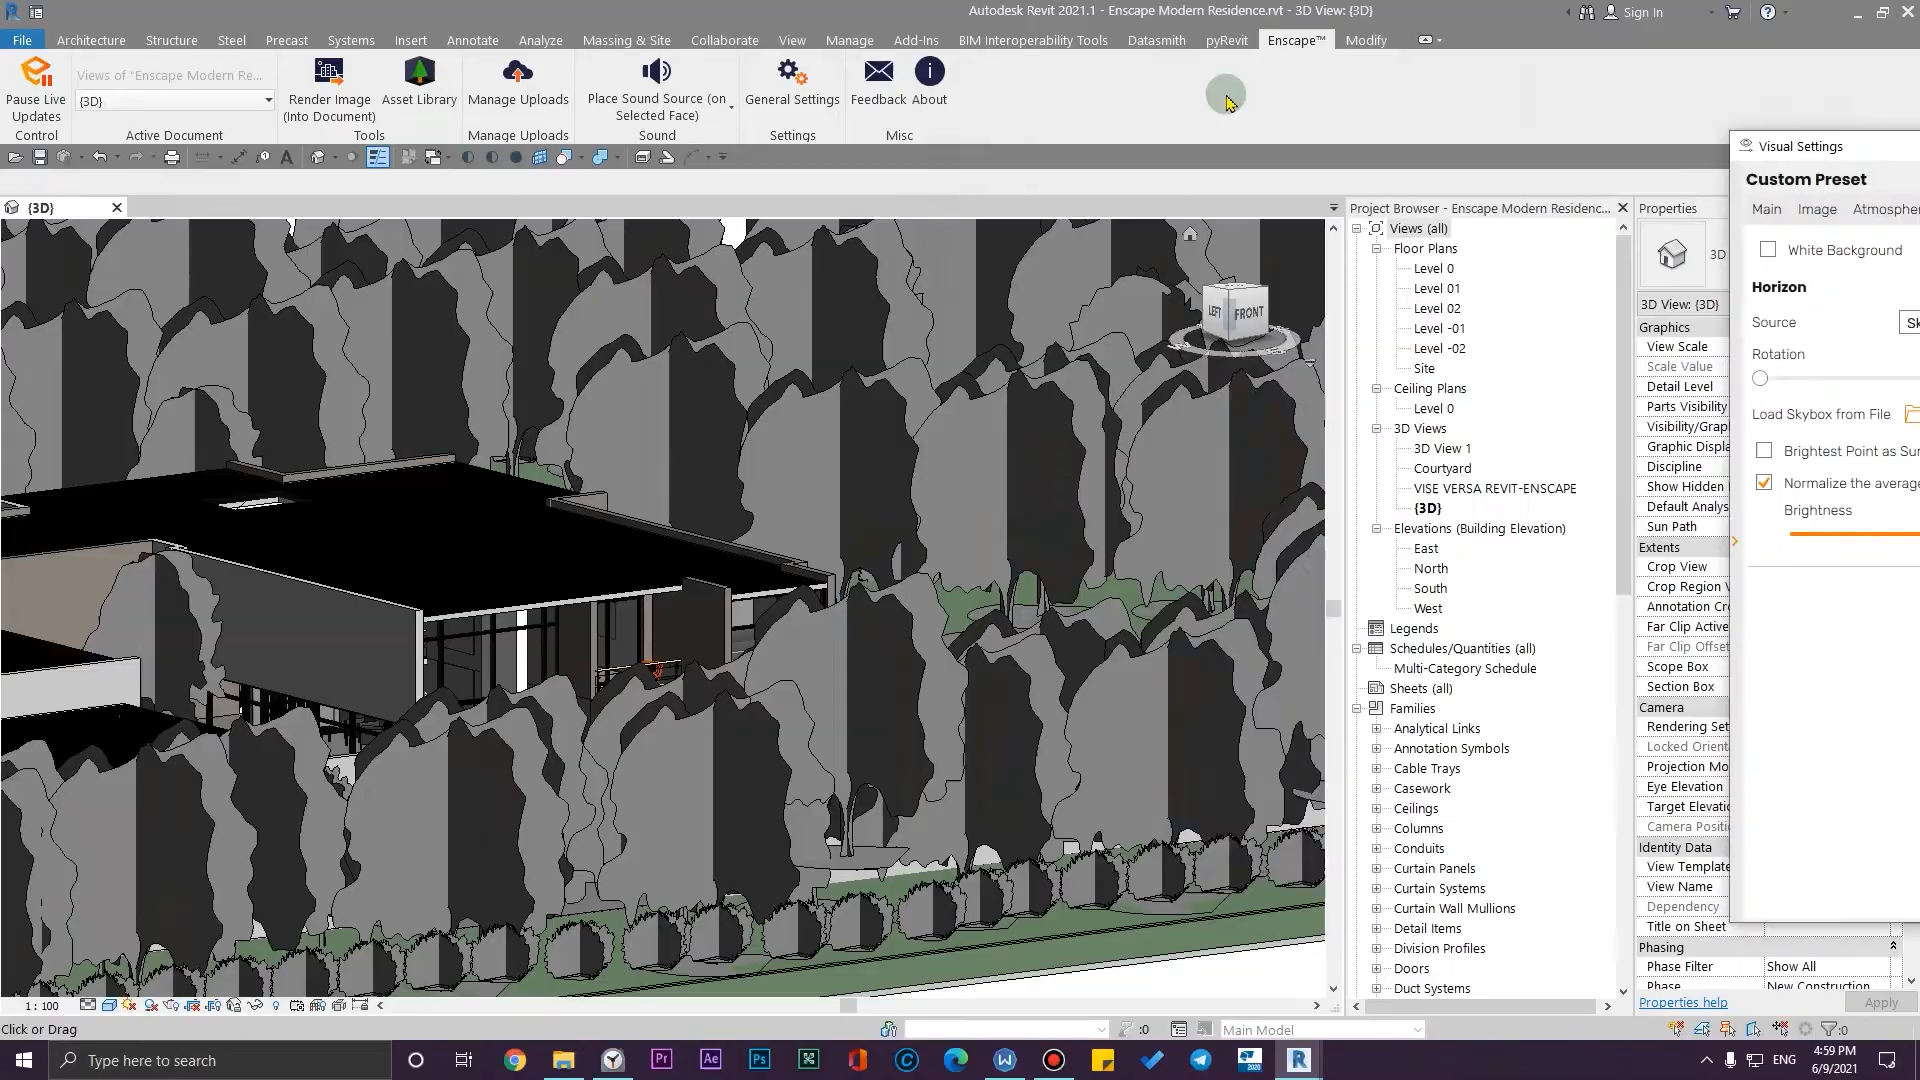 Autodesk Revit 2021.1 - Enscape Modern Residence.rvt - 3D View: {3D}
Sign In
File Architecture Structure Steel Precast Systems Insert Annotate Analyze Massing & Site Collaborate View Manage Add-Ins BIM Interoperability Tools Datasmith pyRevit Enscape™ Modify
Pause Live
Updates
Control
Views of "Enscape Modern Re...
{3D}
Active Document
Render Image
(Into Document)
Asset Library
Tools
Manage Uploads
Manage Uploads
Place Sound Source (on
Selected Face)
Sound
General Settings
Settings
Feedback About
Misc
{3D}
LEFT FRONT
Project Browser - Enscape Modern Residenc...
Views (all)
Floor Plans
Level 0
Level 01
Level 02
Level -01
Level -02
Site
Ceiling Plans
Level 0
3D Views
3D View 1
Courtyard
VISE VERSA REVIT-ENSCAPE
{3D}
Elevations (Building Elevation)
East
North
South
West
Legends
Schedules/Quantities (all)
Multi-Category Schedule
Sheets (all)
Families
Analytical Links
Annotation Symbols
Cable Trays
Casework
Ceilings
Columns
Conduits
Curtain Panels
Curtain Systems
Curtain Wall Mullions
Detail Items
Division Profiles
Doors
Duct Systems
Properties
3D
3D View: {3D}
Graphics
View Scale
Scale Value
Detail Level
Parts Visibility
Visibility/Grap
Graphic Displa
Discipline
Show Hidden
Default Analys
Sun Path
Extents
Crop View
Crop Region V
Annotation Cr
Far Clip Active
Far Clip Offset
Scope Box
Section Box
Camera
Rendering Set
Locked Orient
Projection Mo
Eye Elevation
Target Elevatio
Camera Positio
Identity Data
View Template
View Name
Dependency
Title on Sheet
Phasing
Phase Filter Show All
Phase New Construction
Properties help
Apply
Visual Settings
Custom Preset
Main Image Atmospher
White Background
Horizon
Source
Sk
Rotation
Load Skybox from File
Brightest Point as Sun
Normalize the average
Brightness
1 : 100
Click or Drag
:0
Main Model
:0
Type here to search
ENG
4:59 PM
6/9/2021